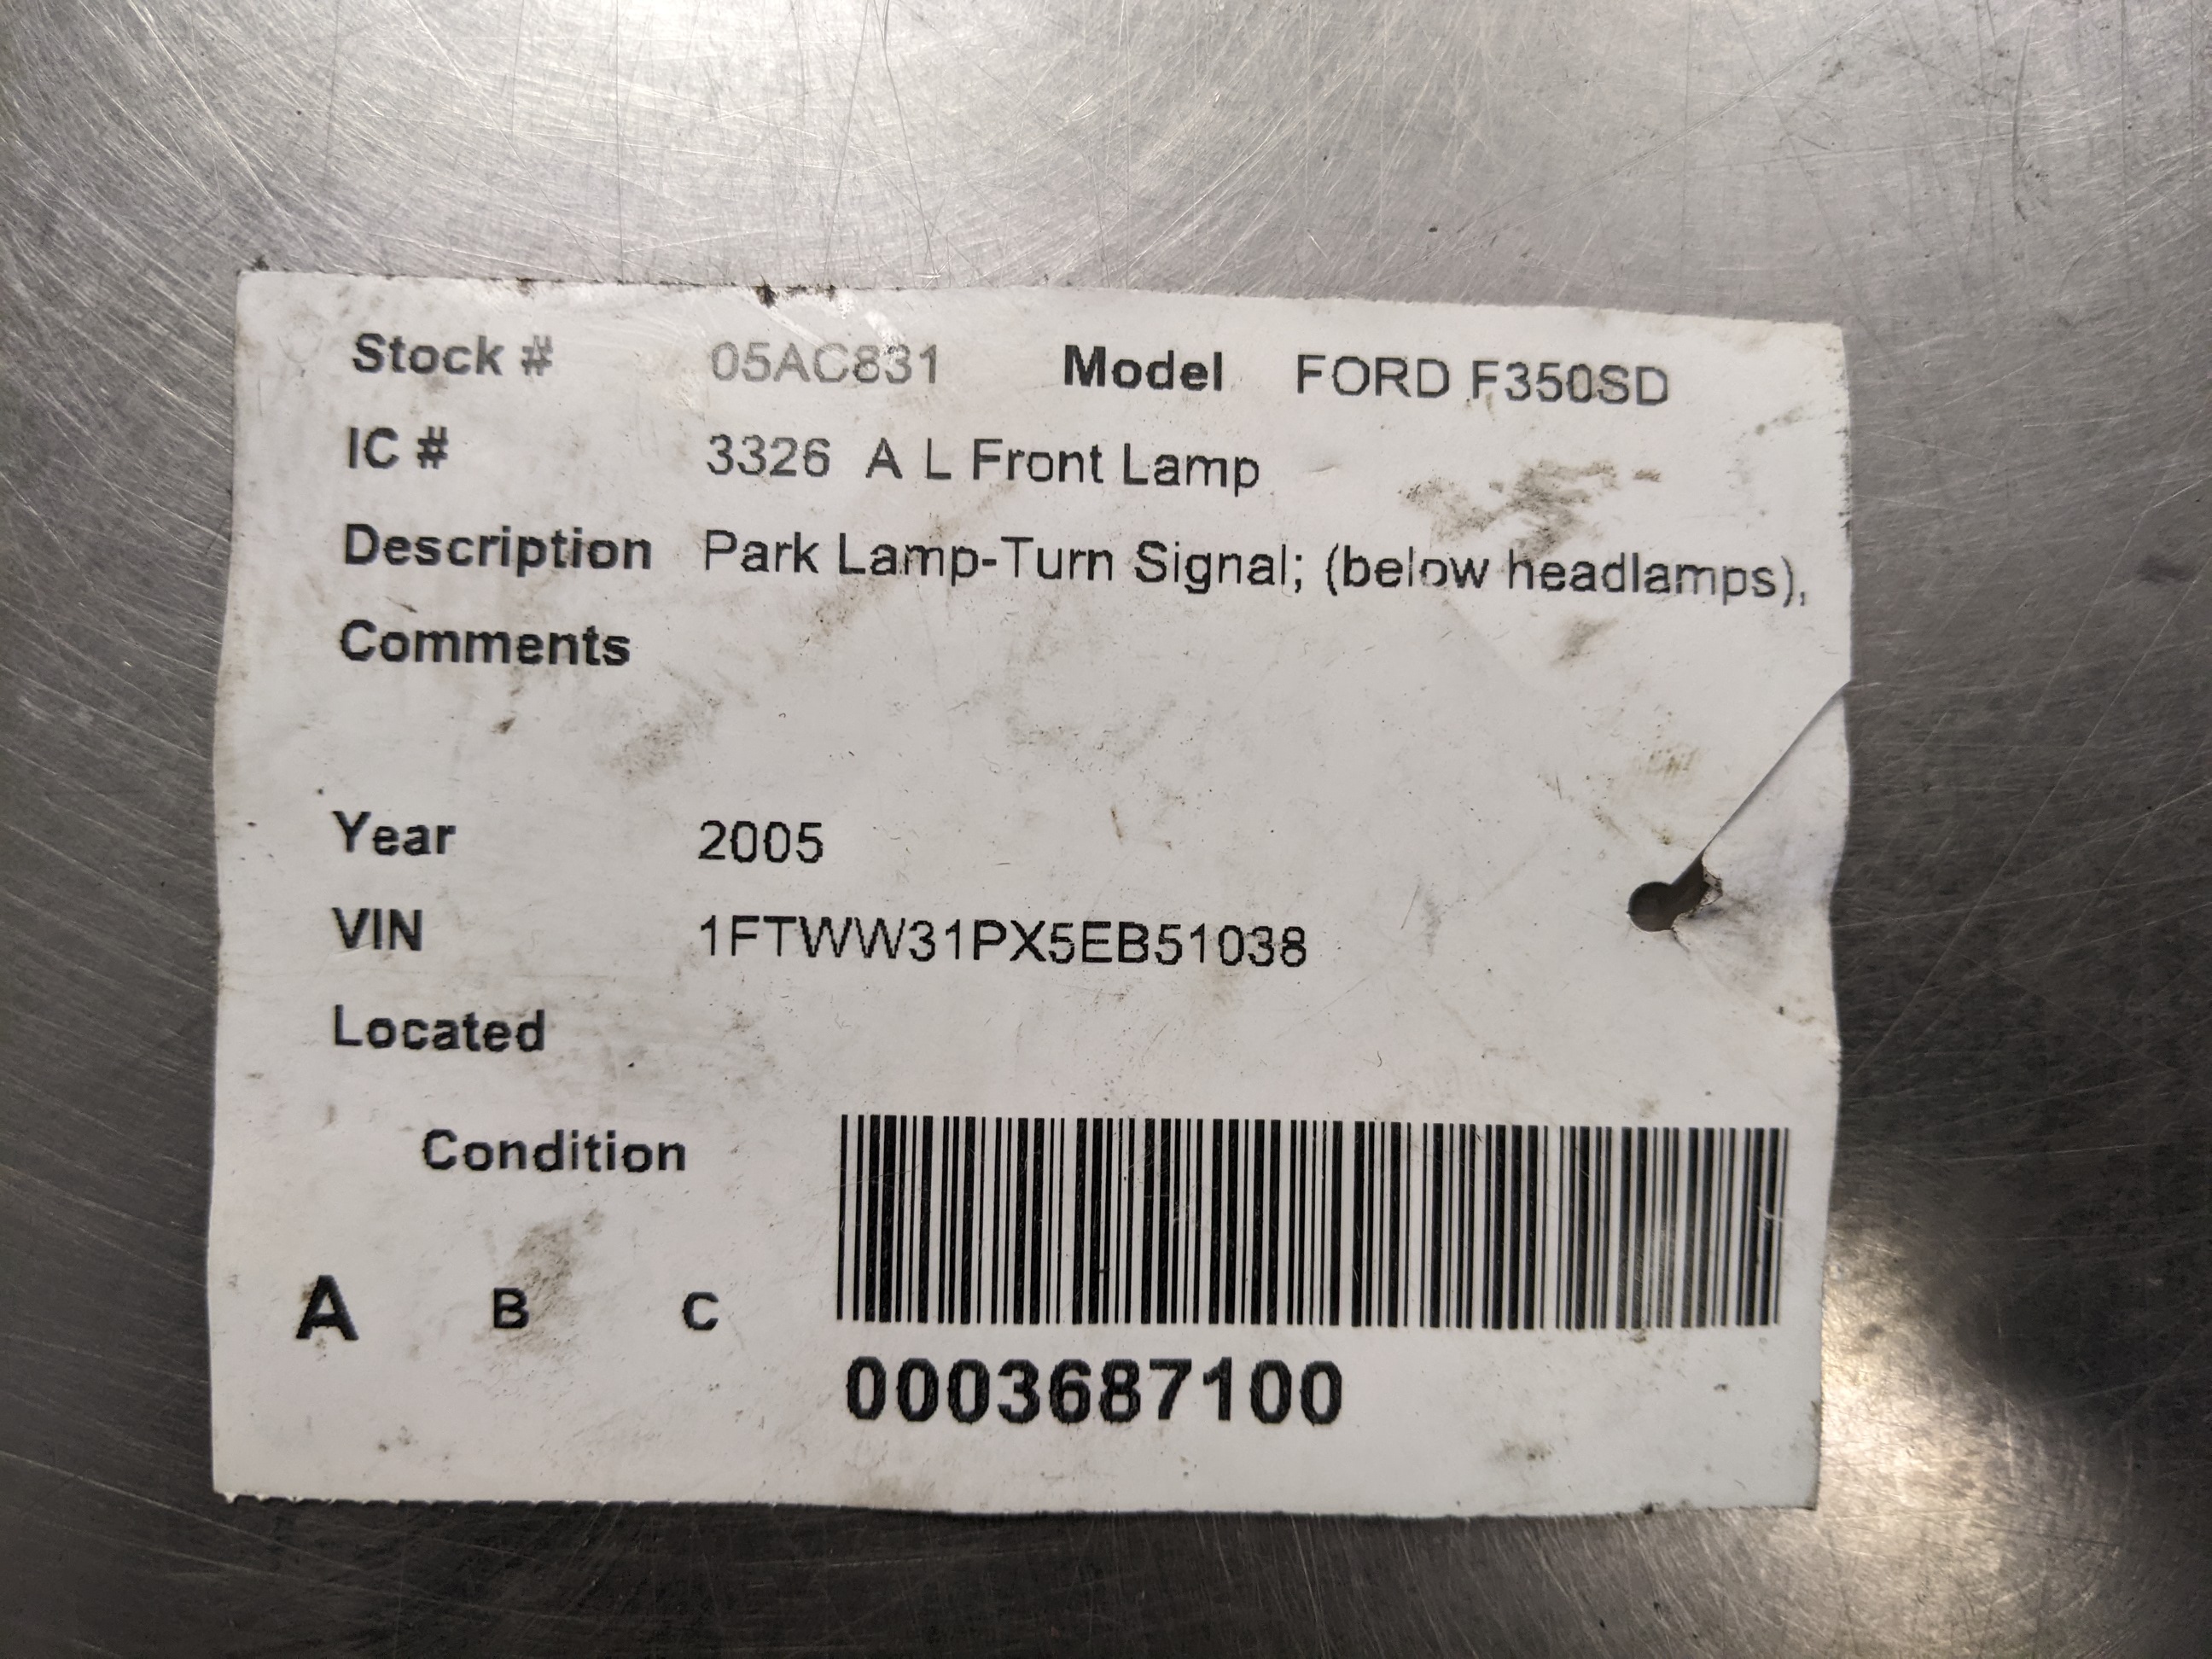 Stock # 05AC831 Model FORD F350SD
IC # 3326 A L Front Lamp
Description Park Lamp-Turn Signal; (below headlamps),
Comments
Year 2005
VIN 1FTWW31PX5EB51038
Located
Condition
A B C
0003687100